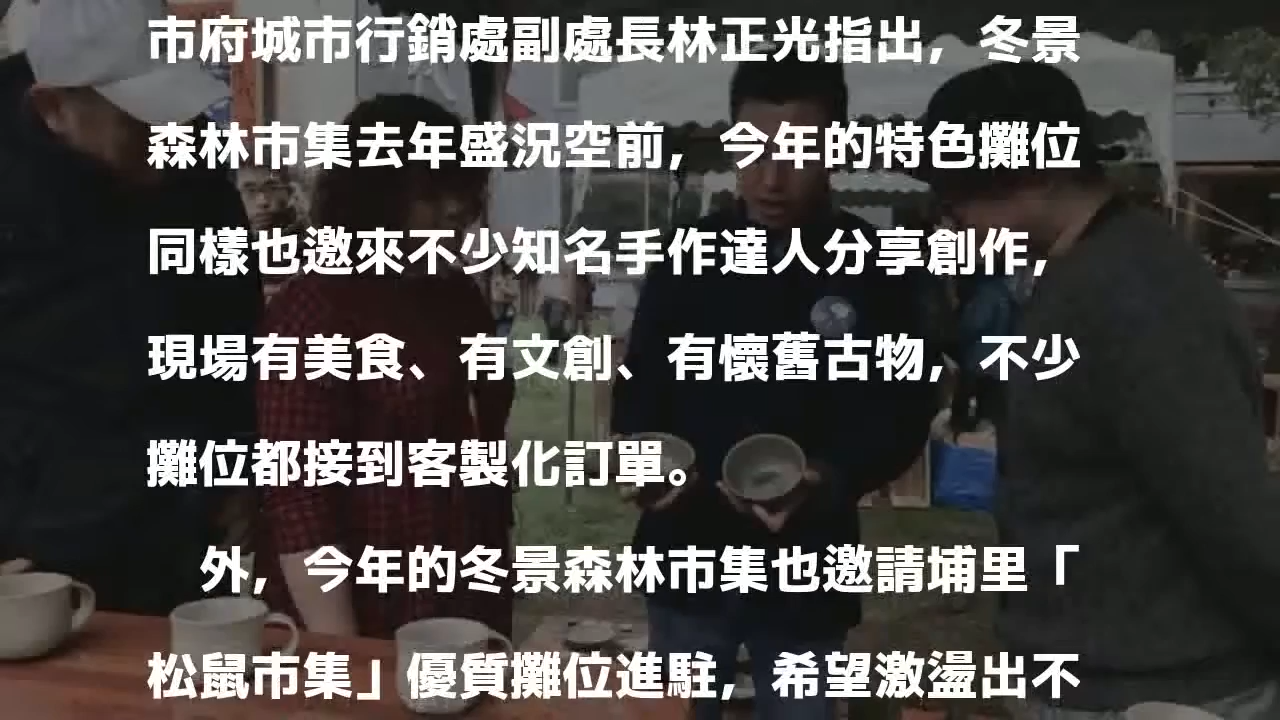 市府城市行銷處副處長林正光指出，冬景
森林市集去年盛況空前，今年的特色攤位
同樣也邀來不少知名手作達人分享創作，
現場有美食、有文創、有懷舊古物，不少
攤位都接到客製化訂單。
外，今年的冬景森林市集也邀請埔里「
松鼠市集」優質攤位進駐，希望激盪出不